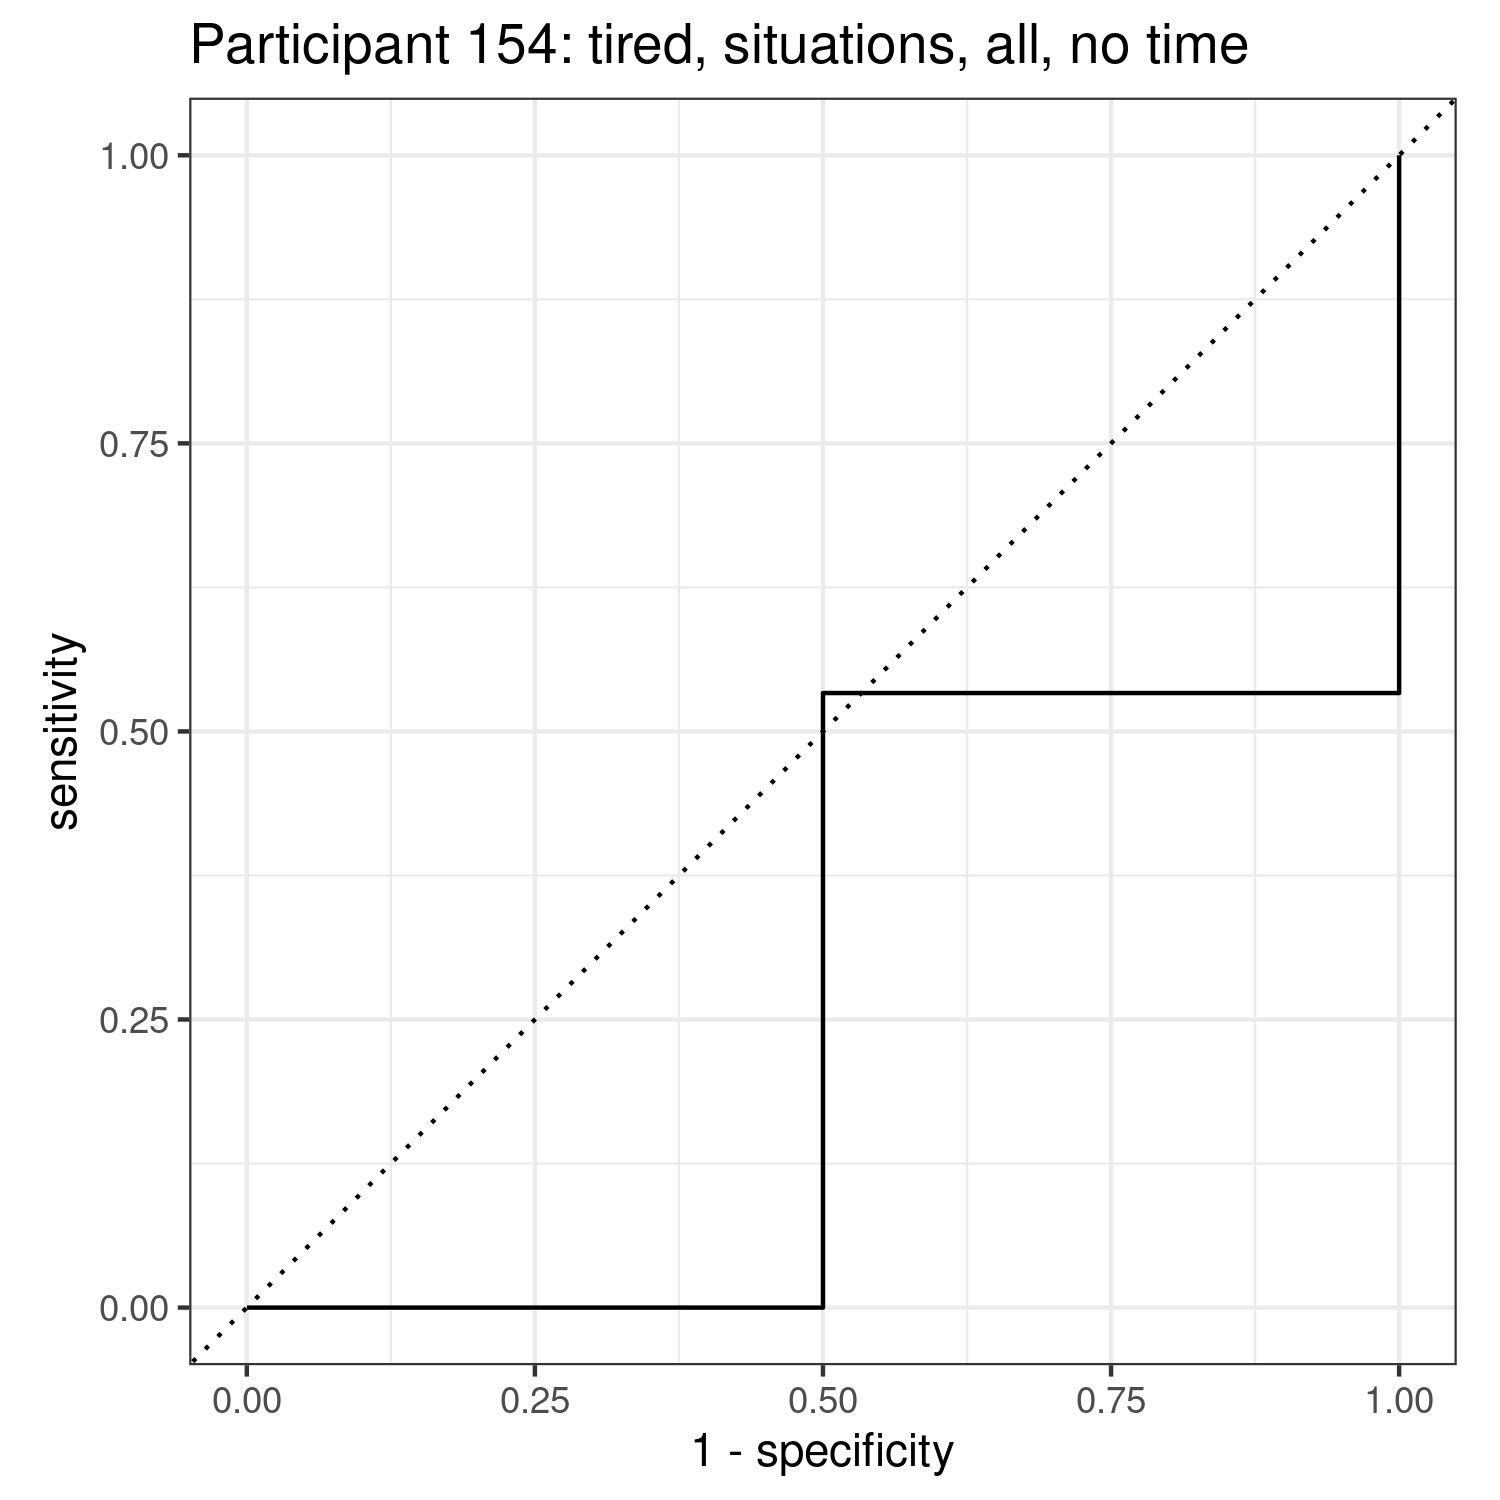 Participant 154: tired, situations, all, no time
1.00
0.75
0.50
0.25
0.00
sensitivity
0.00 0.25 0.50 0.75 1.00
1 - specificity